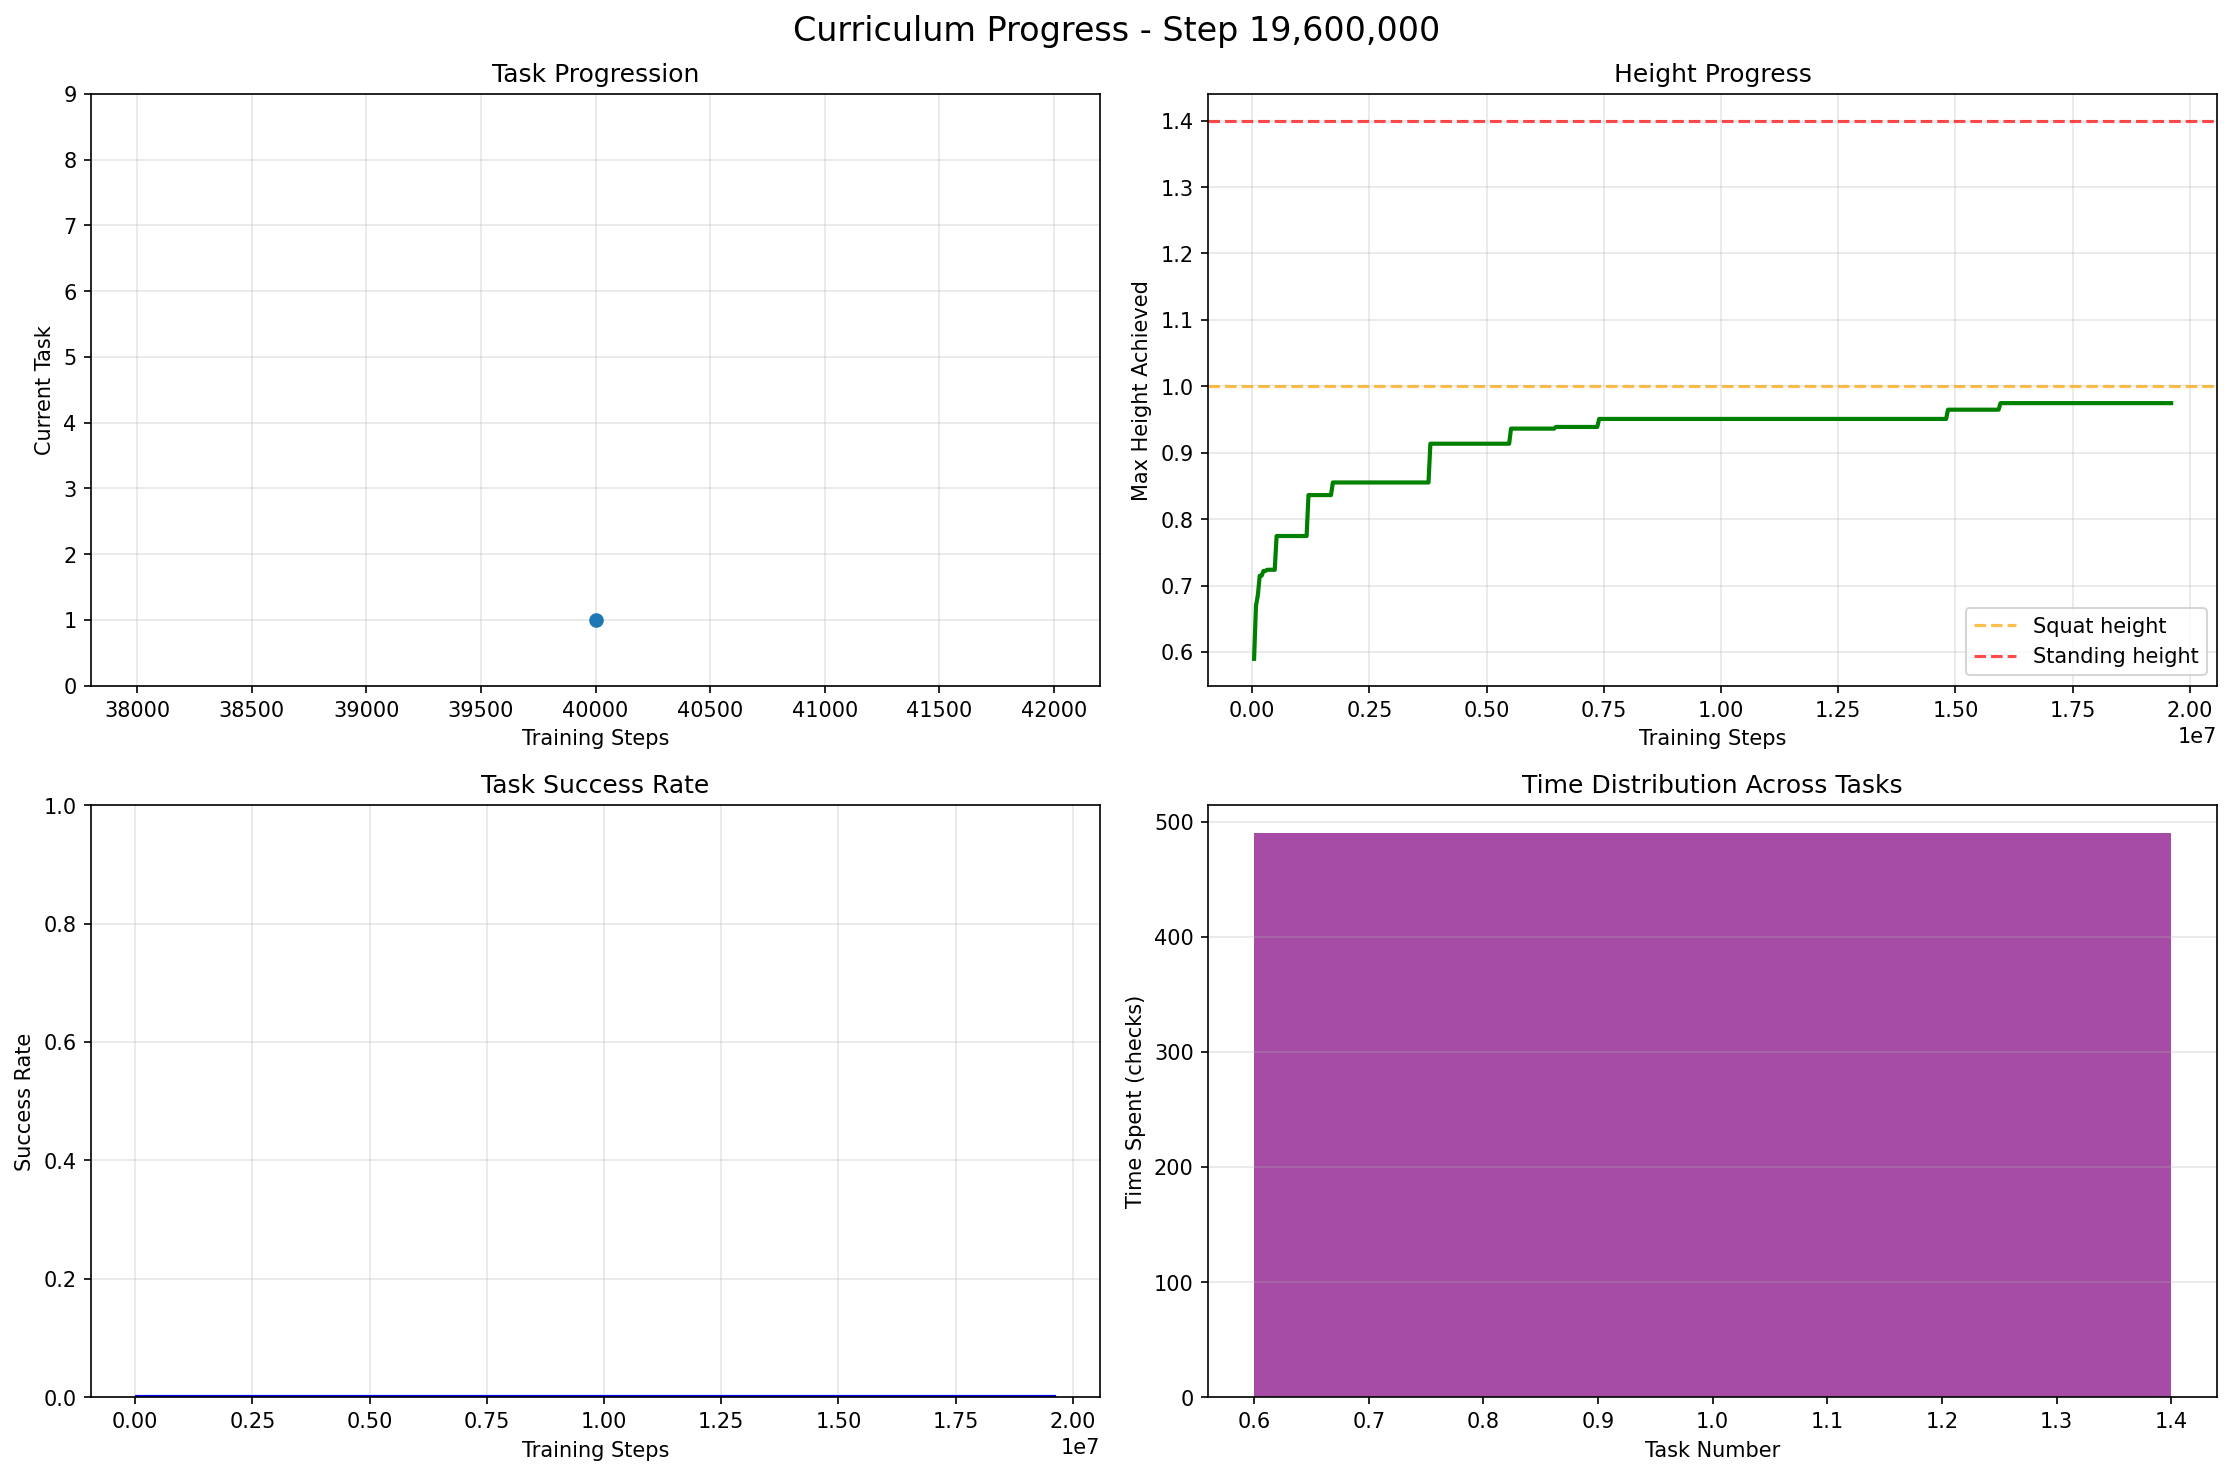 Curriculum Progress - Step 19,600,000
Task Progression
Current Task
9
8
7
6
5
4
3
2
1
0
38000 38500 39000 39500 40000 40500 41000 41500 42000
Training Steps
Height Progress
Max Height Achieved
1.4
1.3
1.2
1.1
1.0
0.9
0.8
0.7
0.6
Squat height
Standing height
0.00 0.25 0.50 0.75 1.00 1.25 1.50 1.75 2.00
1e7
Training Steps
Task Success Rate
Success Rate
1.0
0.8
0.6
0.4
0.2
0.0
0.00 0.25 0.50 0.75 1.00 1.25 1.50 1.75 2.00
1e7
Training Steps
Time Distribution Across Tasks
Time Spent (checks)
500
400
300
200
100
0
0.6 0.7 0.8 0.9 1.0 1.1 1.2 1.3 1.4
Task Number